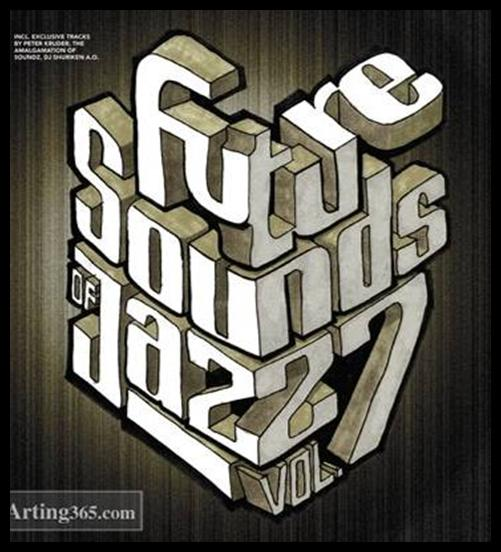 INCL. EXCLUSIVE TRACKS
BY PETER KRUDER, THE
AMALGAMATION OF
SOUNDZ, DJ SHURIKEN A.O.
future
Sounds
OF Jazz 7
VOL.
Arting365.com